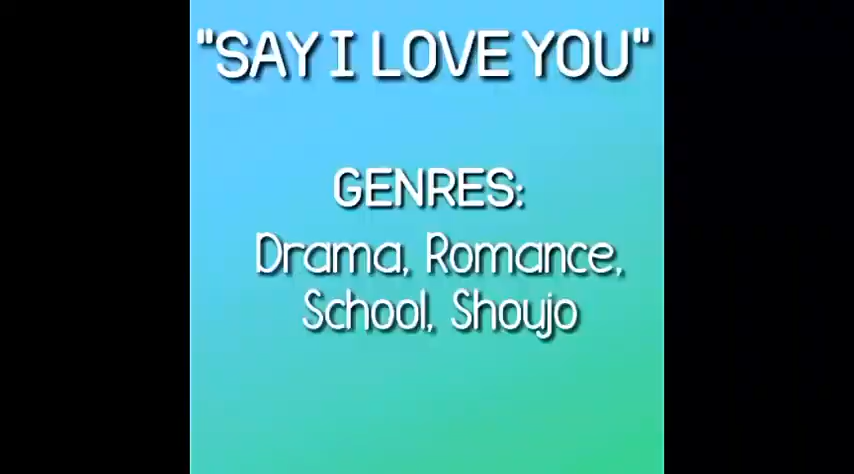 "SAY I LOVE YOU"
GENRES:
Drama, Romance,
School, Shoujo